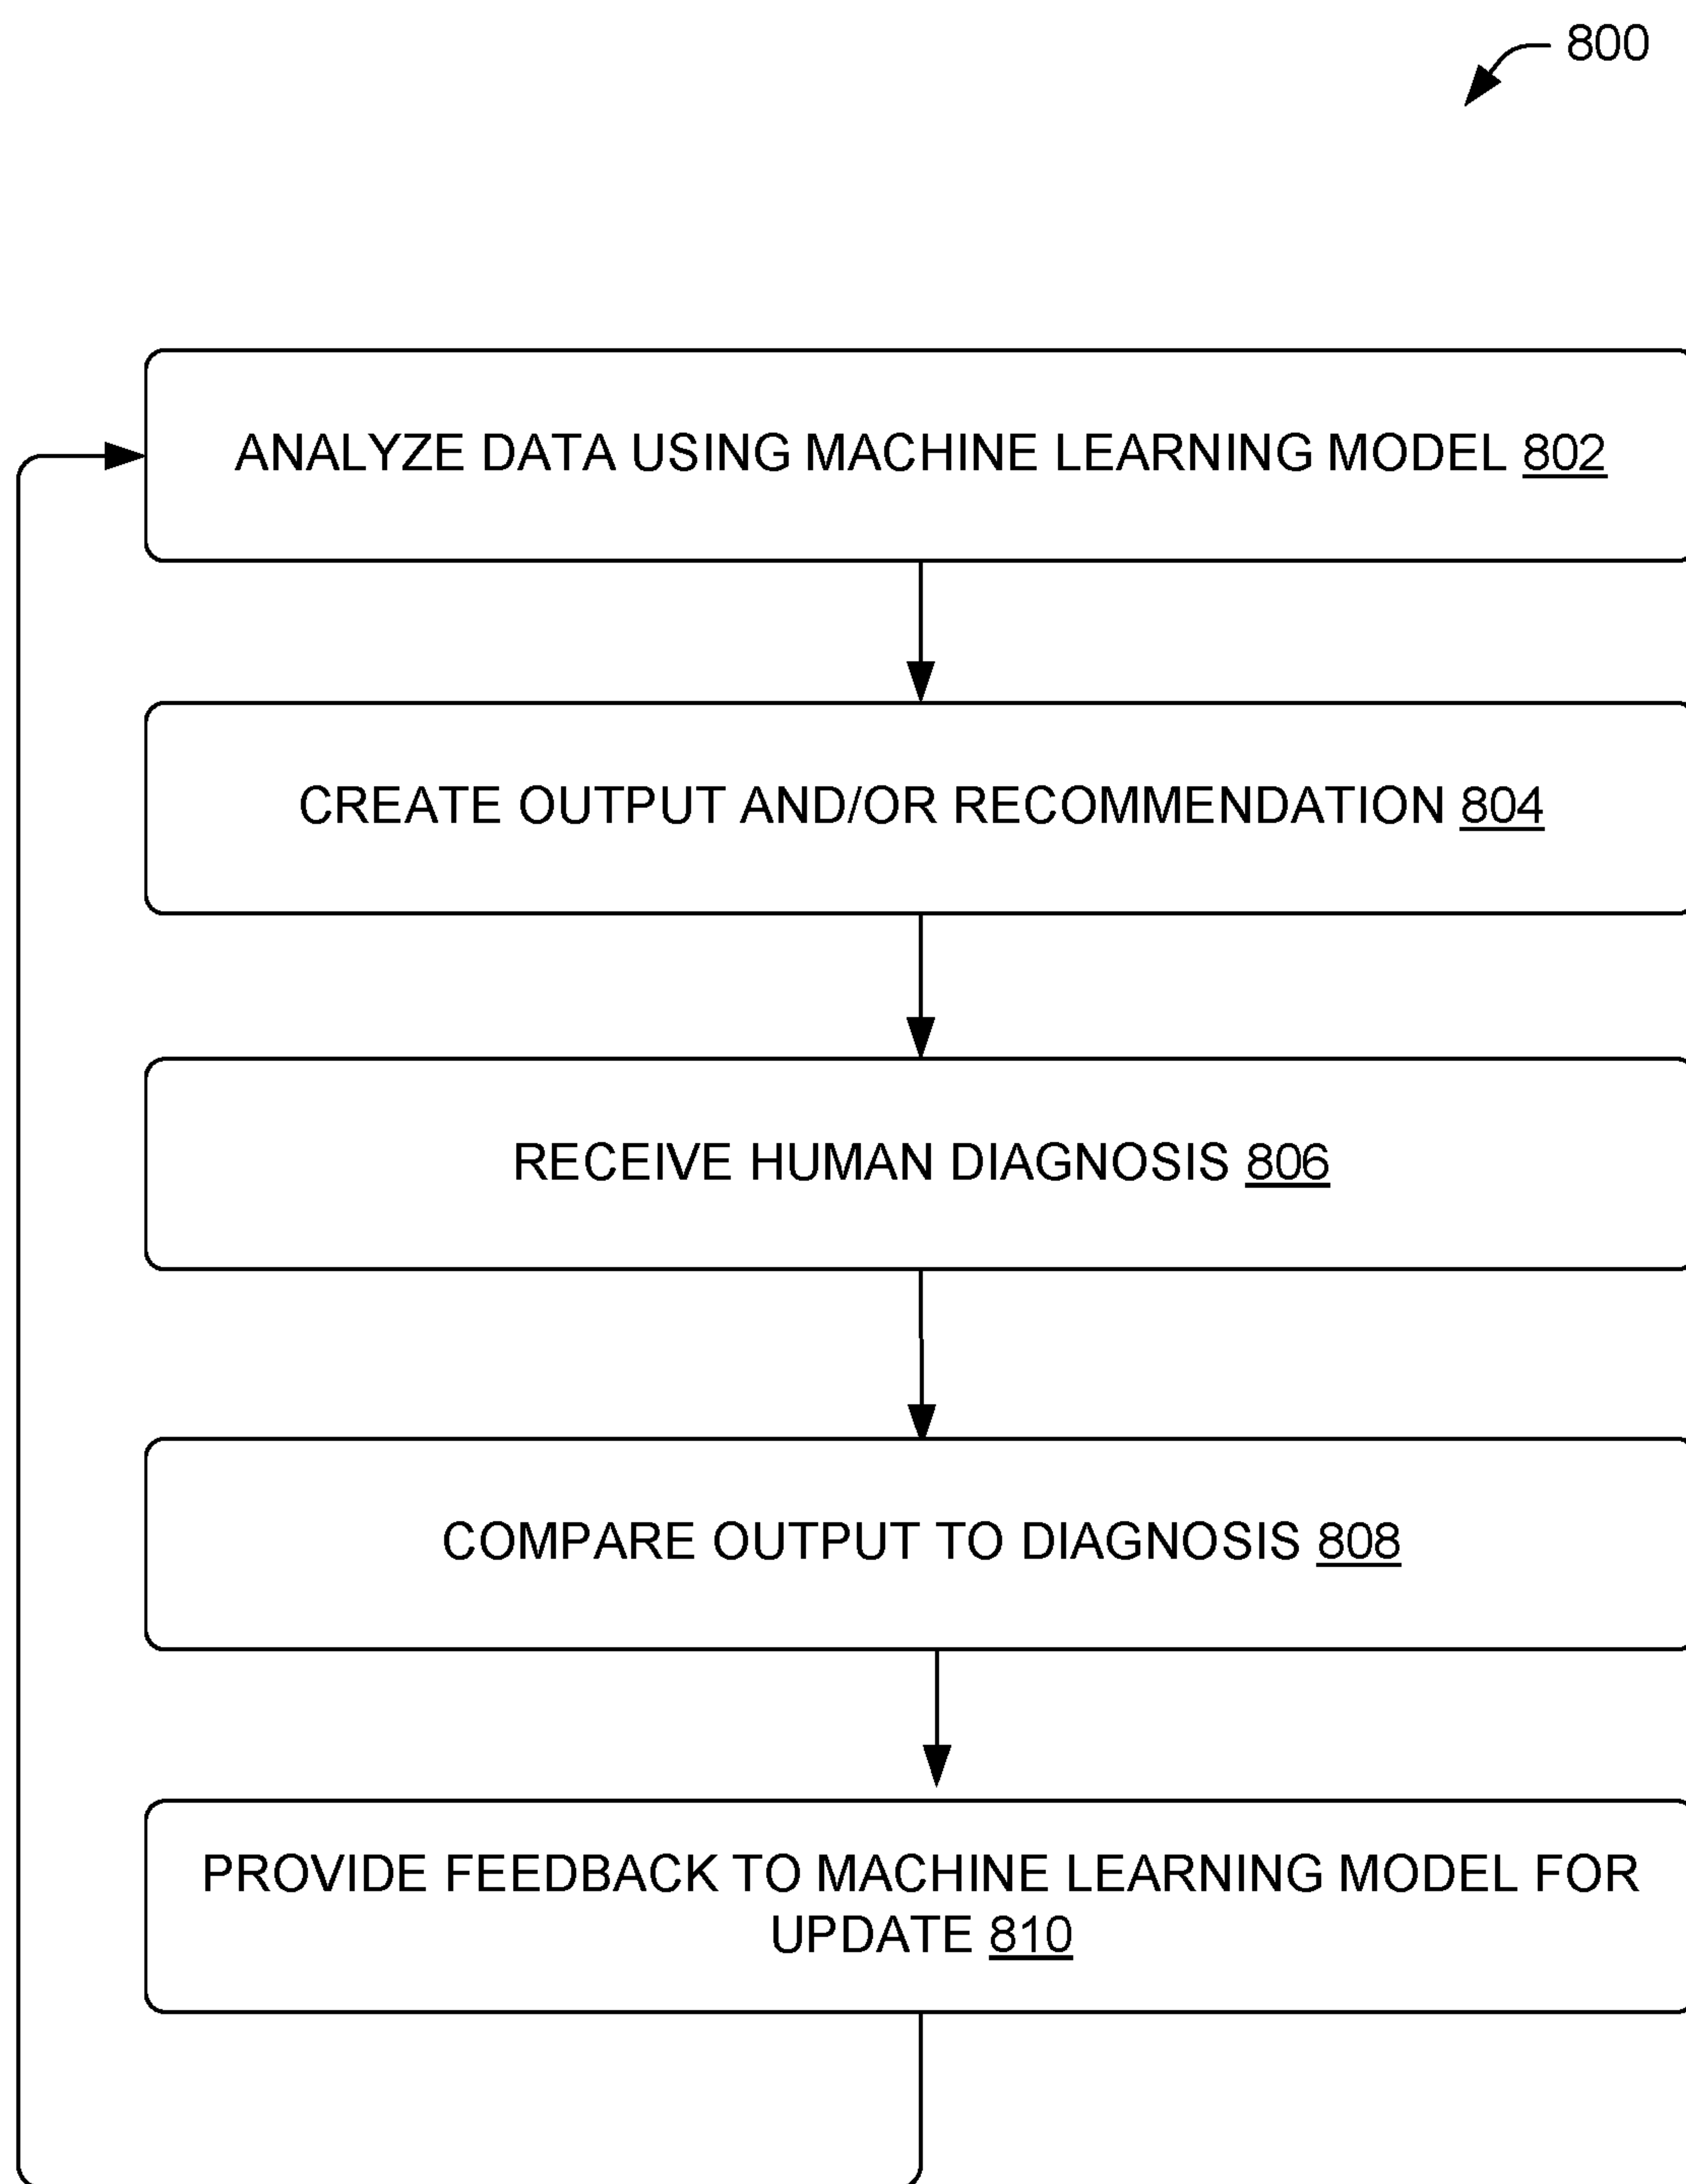 800
ANALYZE DATA USING MACHINE LEARNING MODEL 802
CREATE OUTPUT AND/OR RECOMMENDATION 804
RECEIVE HUMAN DIAGNOSIS 806
COMPARE OUTPUT TO DIAGNOSIS 808
PROVIDE FEEDBACK TO MACHINE LEARNING MODEL FOR
UPDATE 810